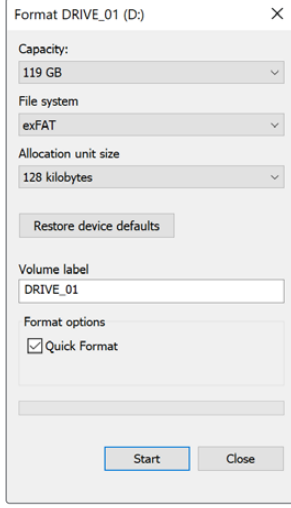 Format DRIVE_01 (D:)
Capacity:
119 GB
File system
exFAT
Allocation unit size
128 kilobytes
Restore device defaults
Volume label
DRIVE_01
Format options
Quick Format
Start Close